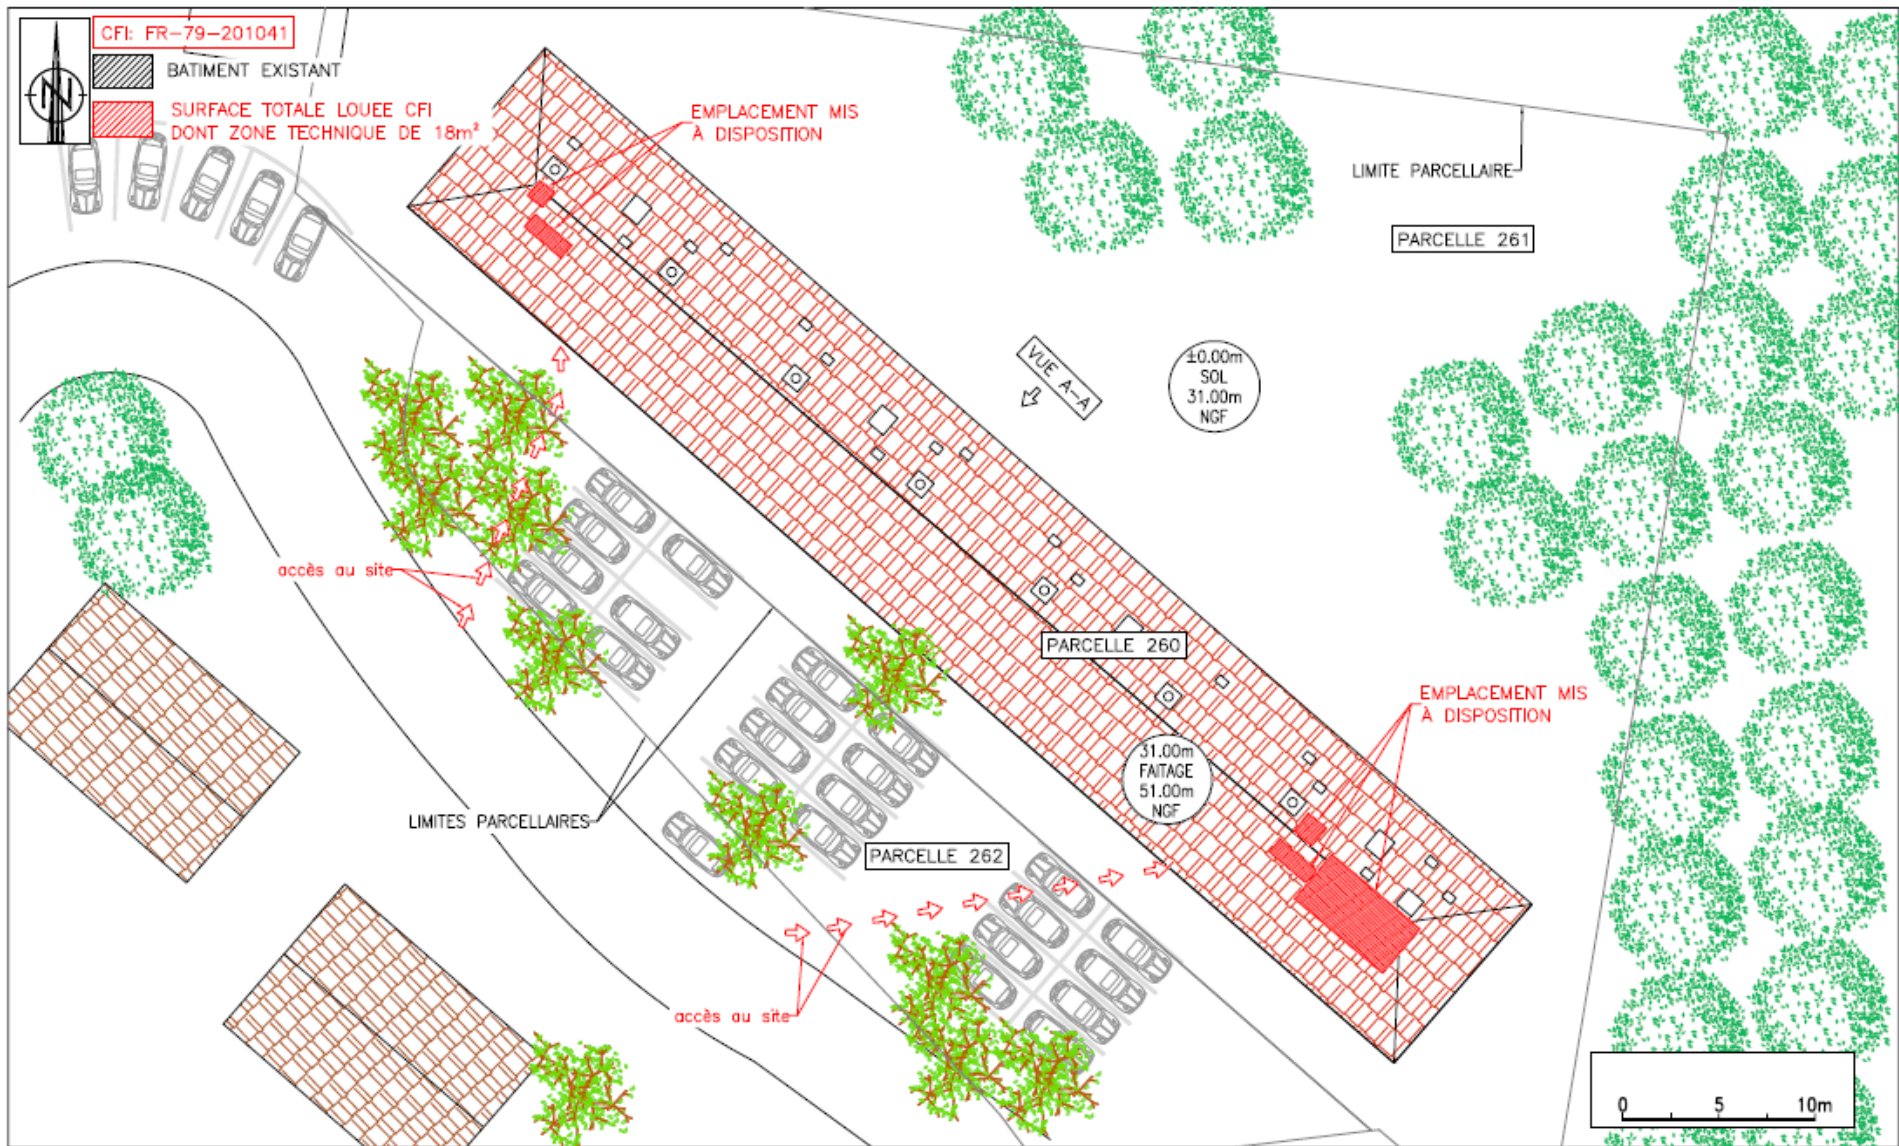 CFI: FR-79-201041
BATIMENT EXISTANT
SURFACE TOTALE LOUEE CFI
DONT ZONE TECHNIQUE DE 18m²
N
EMPLACEMENT MIS
À DISPOSITION
LIMITE PARCELLAIRE
PARCELLE 261
VUE A-A
±0.00m
SOL
31.00m
NGF
accès au site
PARCELLE 260
EMPLACEMENT MIS
À DISPOSITION
31.00m
FAITAGE
51.00m
NGF
LIMITES PARCELLAIRES
PARCELLE 262
accès au site
0 5 10m